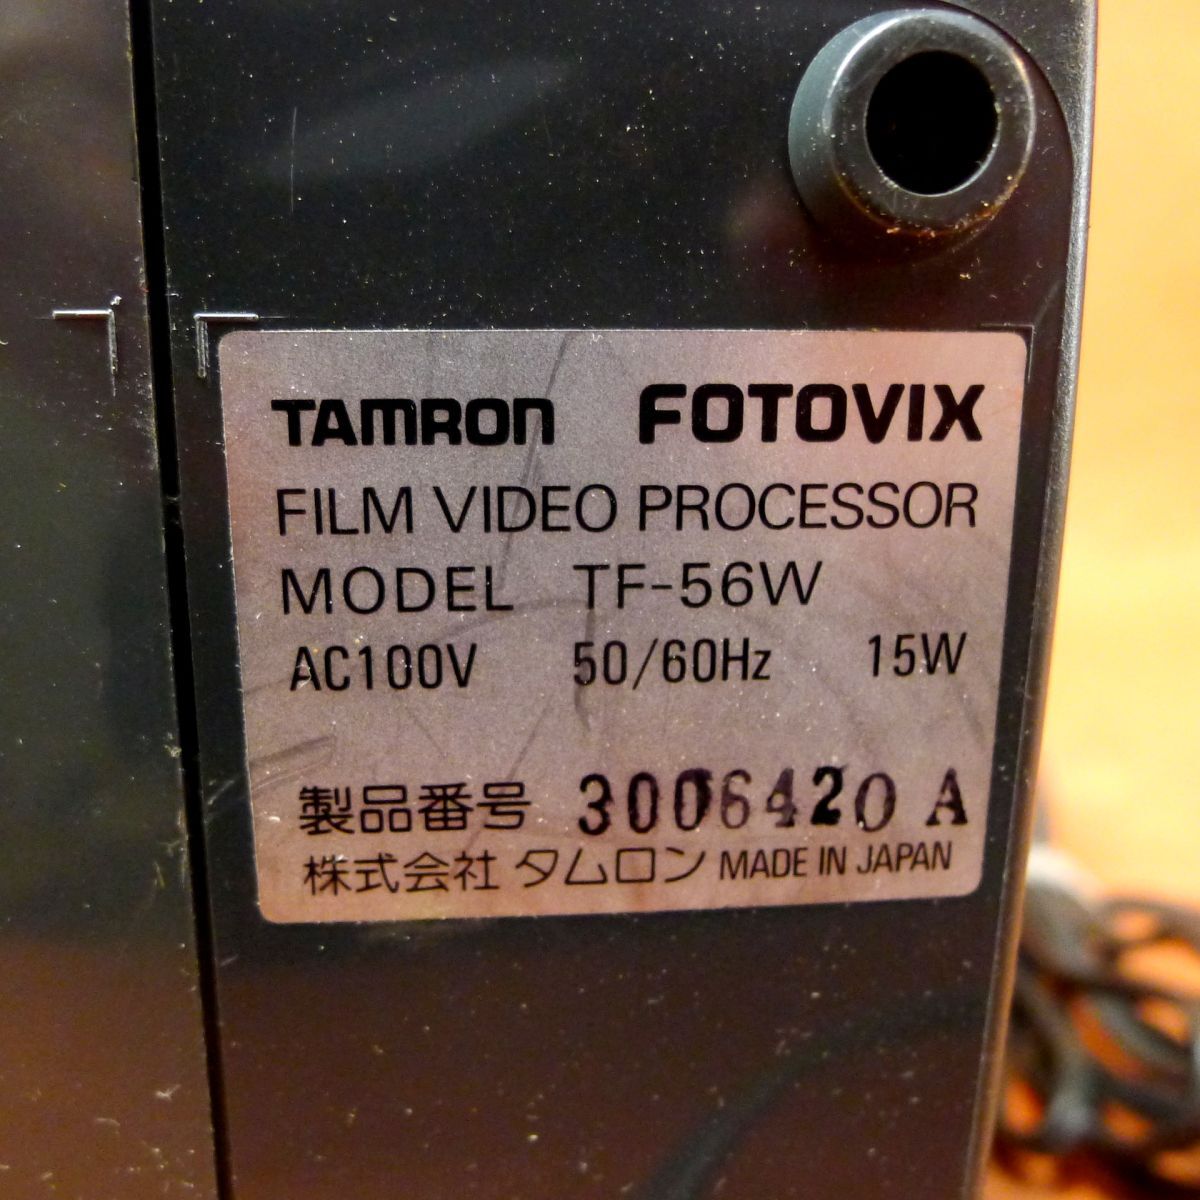 TAMRON FOTOVIX
FILM VIDEO PROCESSOR
MODEL TF-56W
AC100V 50/60Hz 15W
製品番号 3006420 A
株式会社 タムロン MADE IN JAPAN